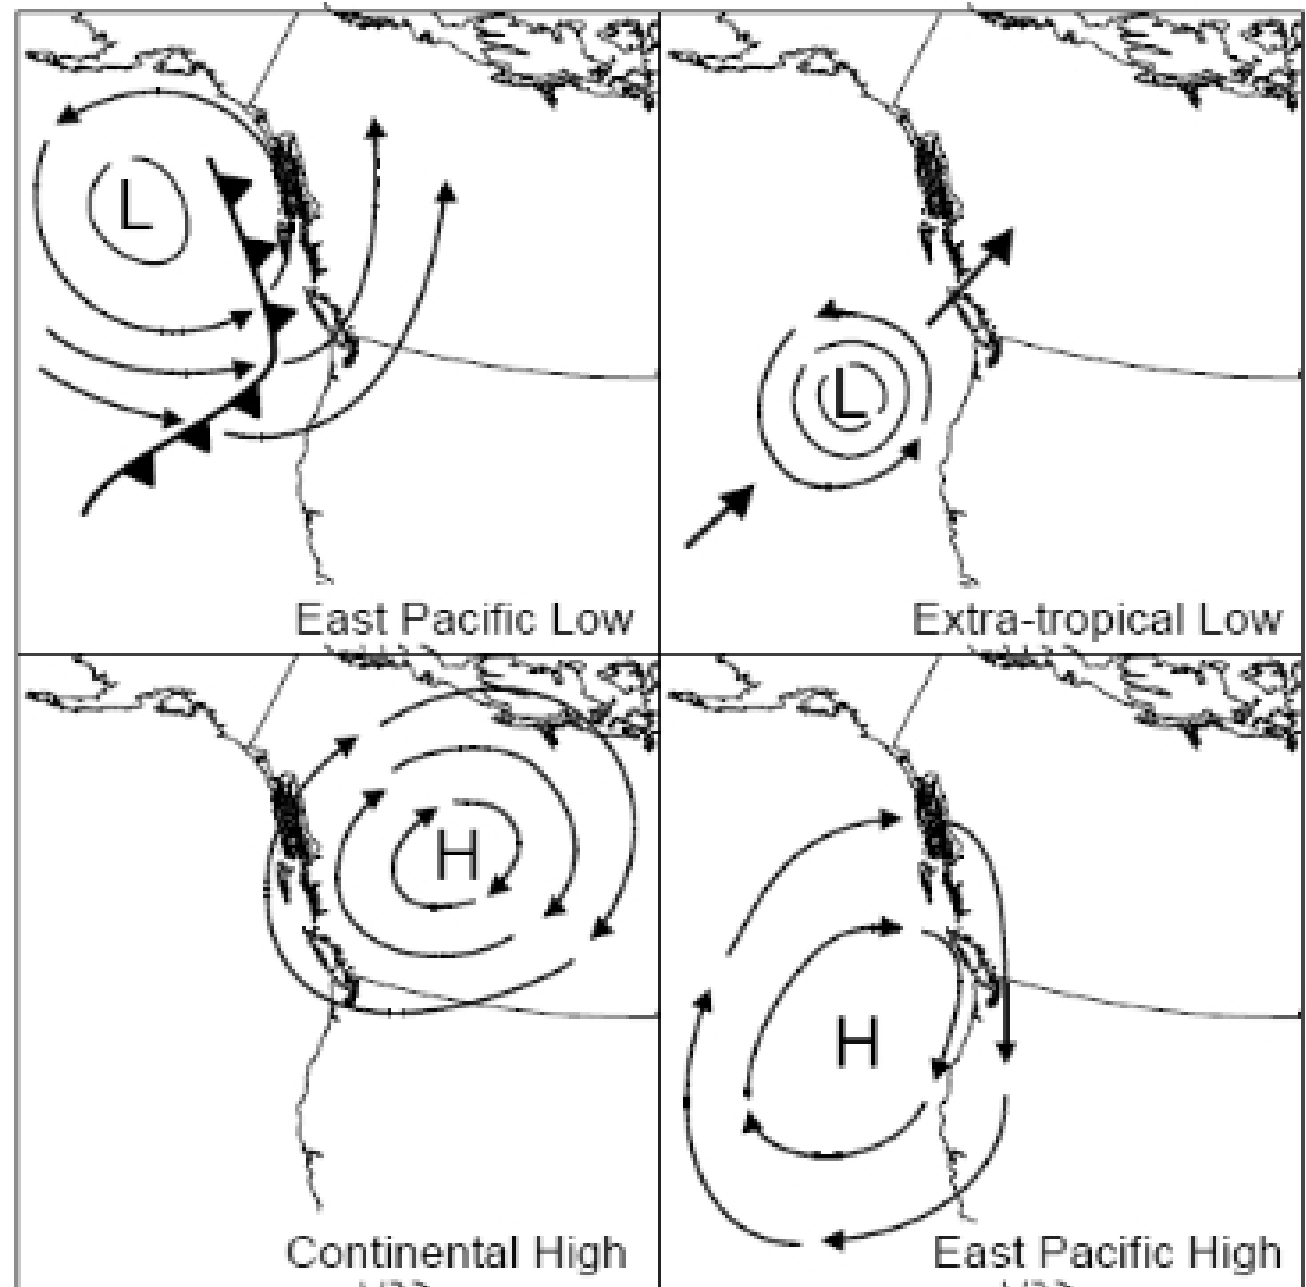 L
L
East Pacific Low
Extra-tropical Low
H
H
Continental High
East Pacific High